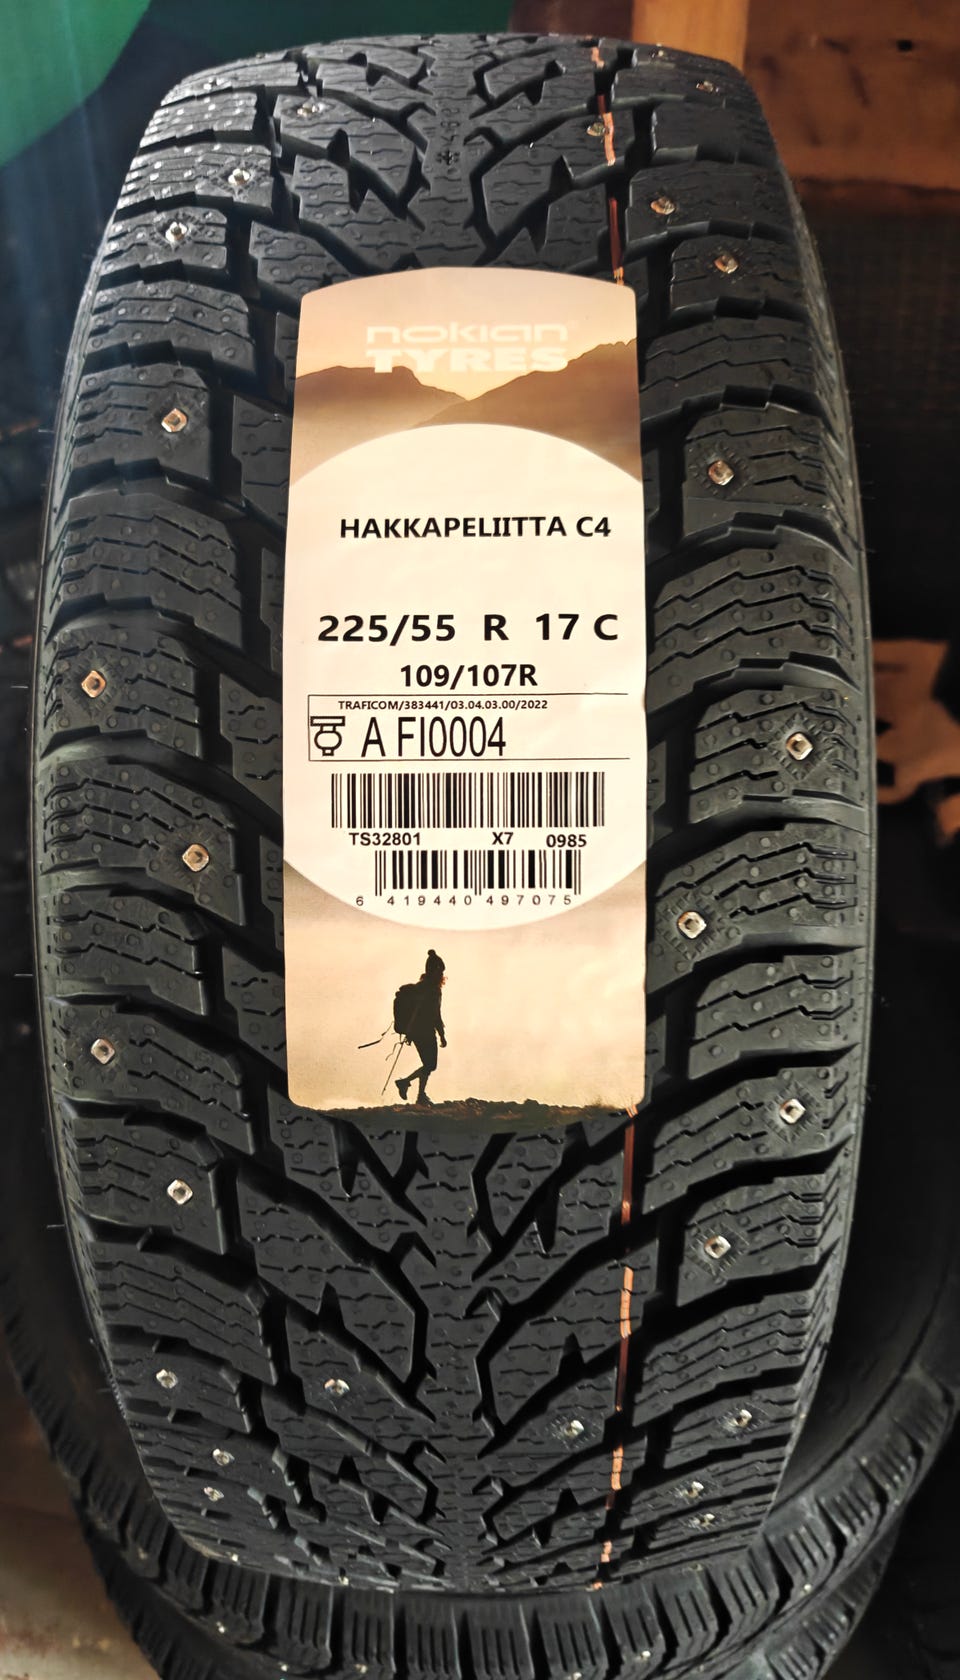 nokian®
TYRES
HAKKAPELIITTA C4
225/55 R 17 C
109/107R
TRAFICOM/383441/03.04.03.00/2022
A FI0004
TS32801 X7 0985
6 419440 497075